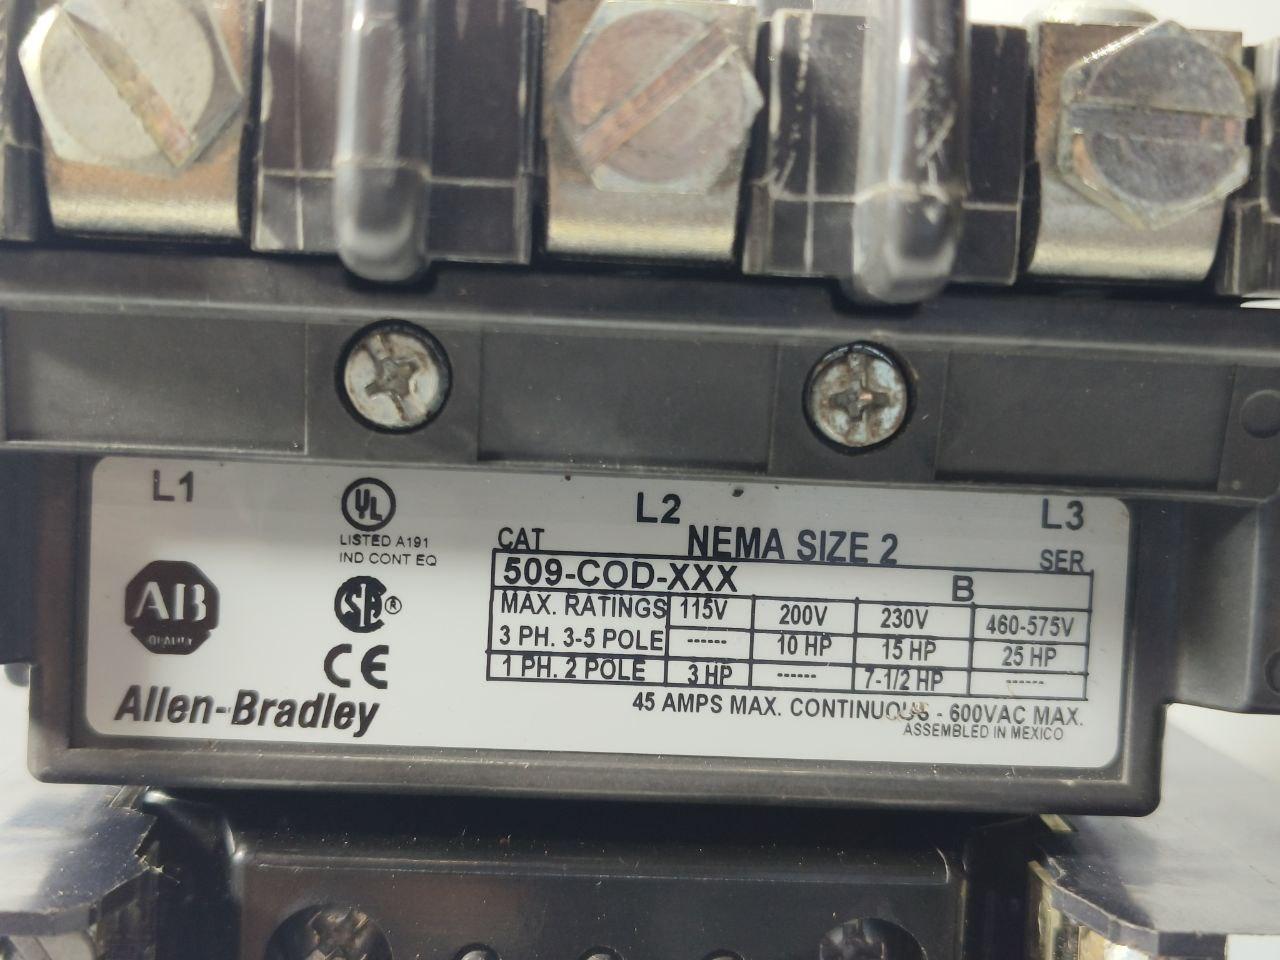 L1 L2 L3
UL
LISTED A191
IND CONT EQ
AB
QUALITY
SA®
CE
Allen-Bradley
CAT NEMA SIZE 2 SER
509-COD-XXX B
MAX. RATINGS 115V 200V 230V 460-575V
3 PH. 3-5 POLE ------ 10 HP 15 HP 25 HP
1 PH. 2 POLE 3 HP ------ 7-1/2 HP ------
45 AMPS MAX. CONTINUOUS - 600VAC MAX.
ASSEMBLED IN MEXICO